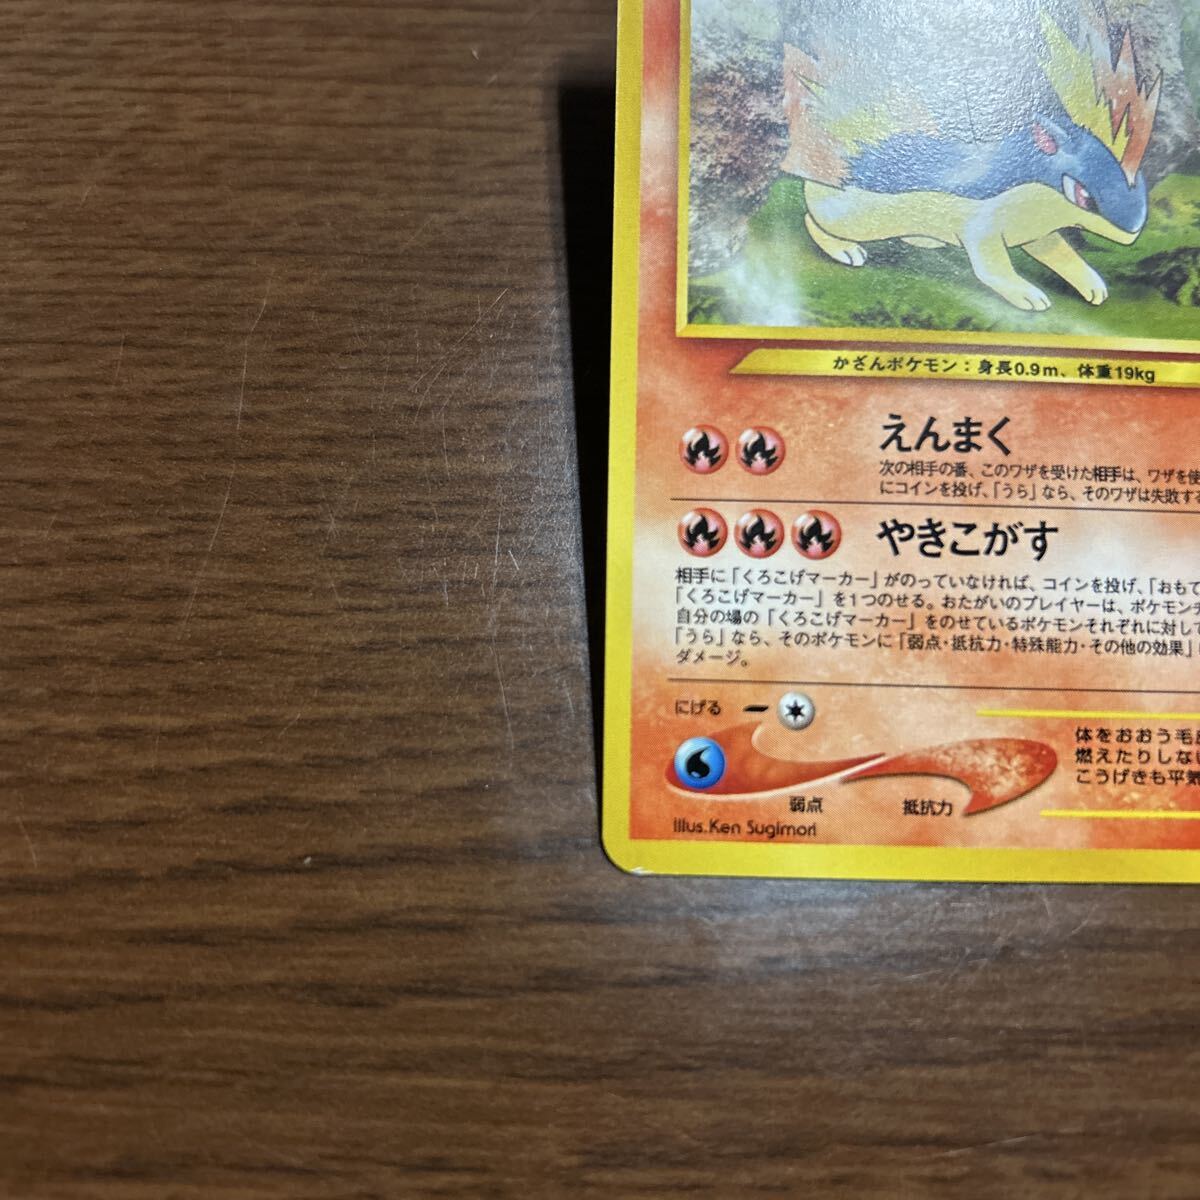 かざんポケモン：身長0.9m、体重19kg
えんまく
次の相手の番、このワザを受けた相手は、ワザを使
にコインを投げ、「うら」なら、そのワザは失敗する
やきこがす
相手に「くろこげマーカー」がのっていなければ、コインを投げ、「おもて
「くろこげマーカー」を1つのせる。おたがいのプレイヤーは、ポケモンチ
自分の場の「くろこげマーカー」をのせているポケモンそれぞれに対して
「うら」なら、そのポケモンに「弱点・抵抗力・特殊能力・その他の効果」
ダメージ。
にげる
体をおおう毛
燃えたりしない
こうげきも平気
弱点
抵抗力
Illus. Ken Sugimori